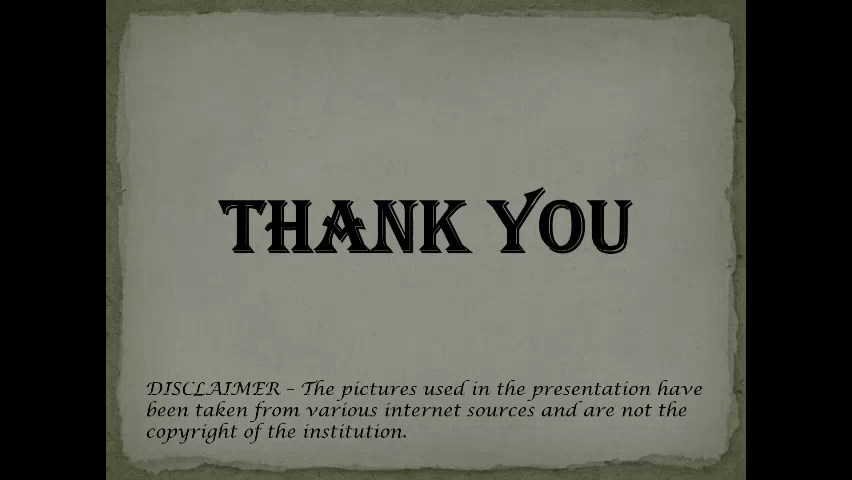 THANK YOU
DISCLAIMER – The pictures used in the presentation have
been taken from various internet sources and are not the
copyright of the institution.